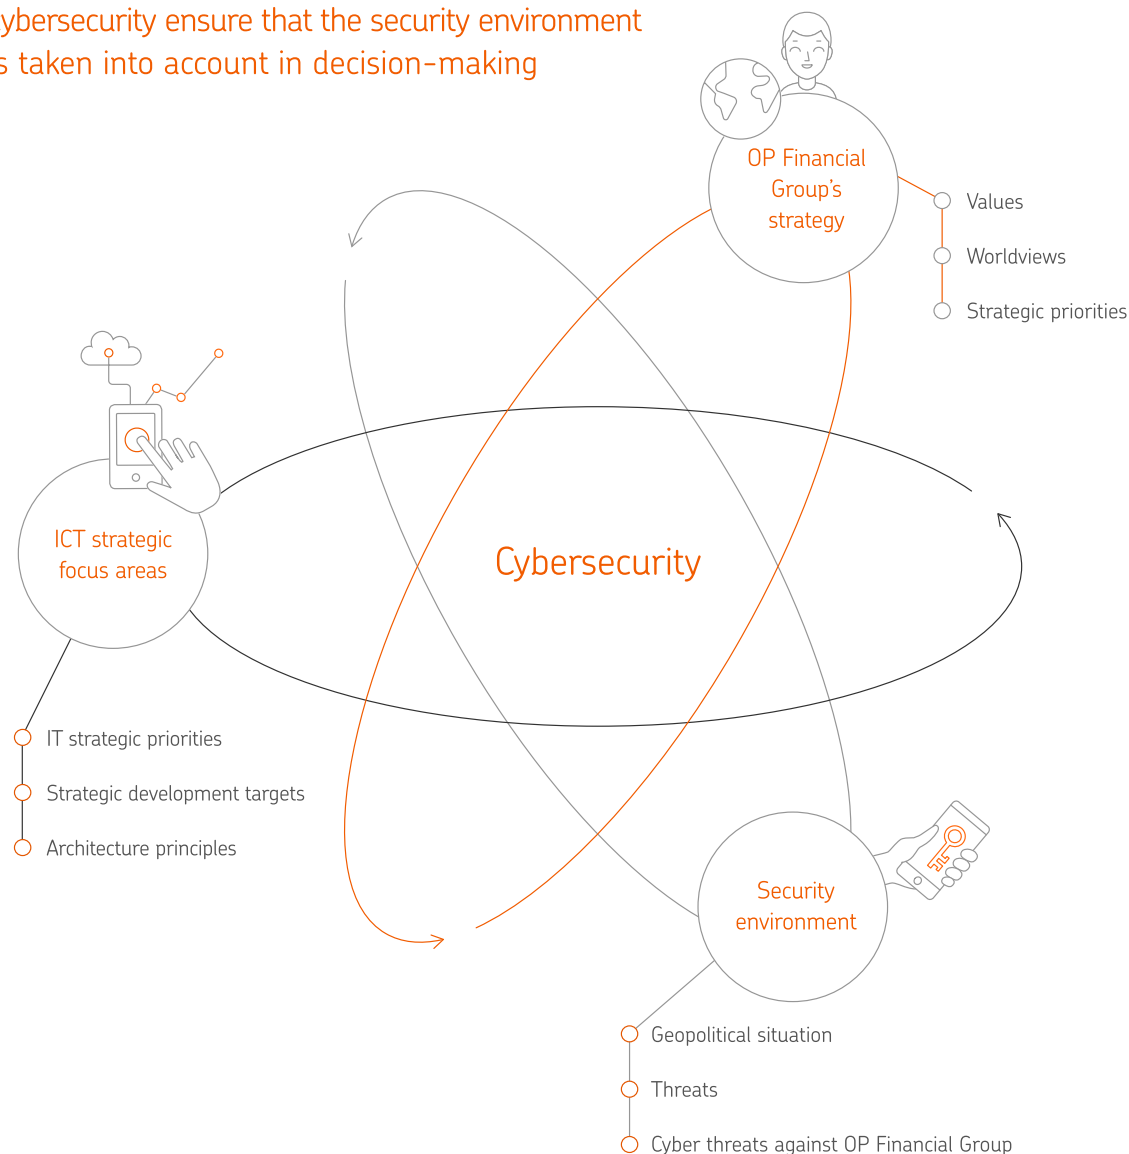 ybersecurity ensure that the security environment
s taken into account in decision-making
OP Financial
Group's
strategy
Values
Worldviews
Strategic priorities
ICT strategic
focus areas
Cybersecurity
IT strategic priorities
Strategic development targets
Architecture principles
Security
environment
Geopolitical situation
Threats
Cyber threats against OP Financial Group